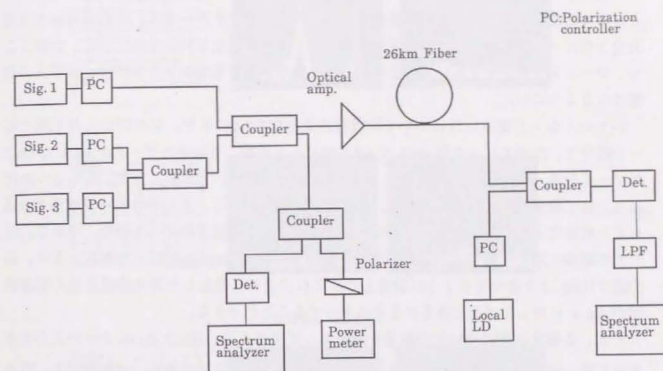 PC:Polarization
controller
26km Fiber
Optical
amp.
Sig. 1
PC
Coupler
Sig. 2
PC
Coupler
Sig. 3
PC
Coupler
Det.
Coupler
PC
LPF
Polarizer
Det.
Local
LD
Spectrum
analyzer
Power
meter
Spectrum
analyzer